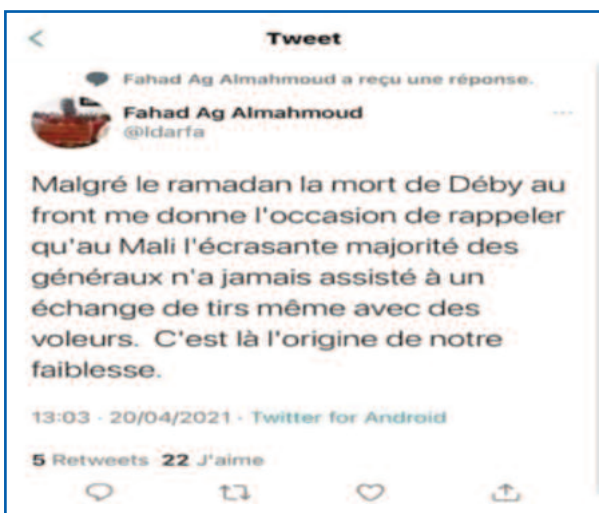 Tweet
Fahad Ag Almahmoud a reçu une réponse.
Fahad Ag Almahmoud
@Idarfa
Malgré le ramadan la mort de Déby au
front me donne l'occasion de rappeler
qu'au Mali l'écrasante majorité des
généraux n'a jamais assisté à un
échange de tirs même avec des
voleurs. C'est là l'origine de notre
faiblesse.
13:03 · 20/04/2021 · Twitter for Android
5 Retweets 22 J'aime